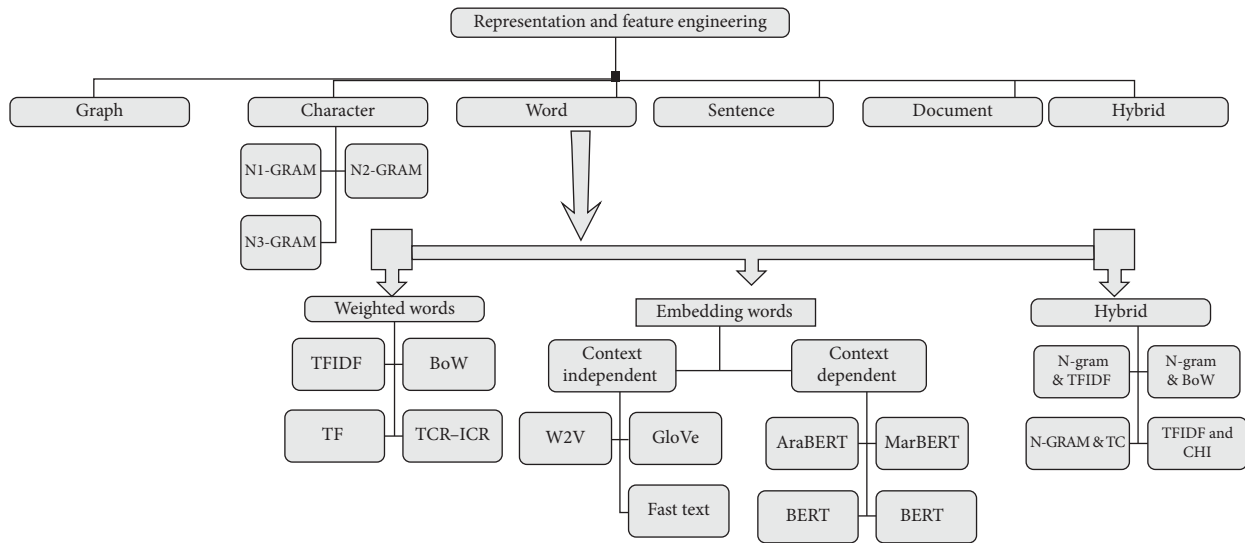 Representation and feature engineering
Graph
Character
Word
Sentence
Document
Hybrid
N1-GRAM
N2-GRAM
N3-GRAM
Weighted words
Embedding words
Hybrid
TFIDF
BoW
TF
TCR–ICR
Context
independent
Context
dependent
W2V
GloVe
Fast text
AraBERT
MarBERT
BERT
BERT
N-gram
& TFIDF
N-gram
& BoW
N-GRAM & TC
TFIDF and
CHI